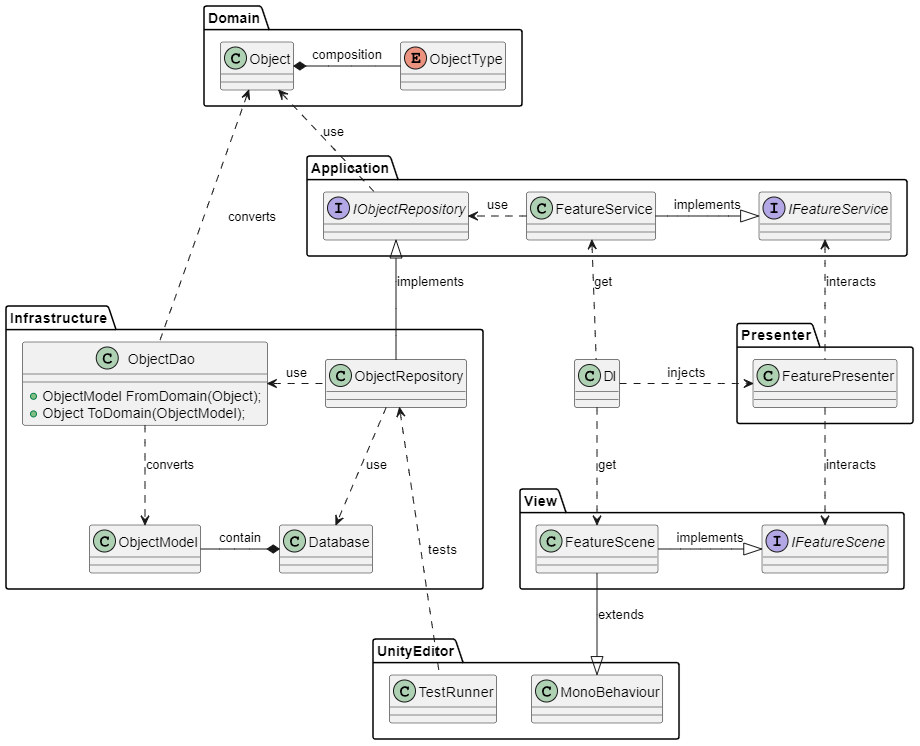 Domain
C Object
composition
E ObjectType
use
converts
Application
I IObjectRepository
use
C FeatureService
implements
I IFeatureService
implements
get
interacts
Infrastructure
C ObjectDao
ObjectModel FromDomain(Object);
Object ToDomain(ObjectModel);
use
C ObjectRepository
C DI
injects
Presenter
C FeaturePresenter
converts
use
get
interacts
C ObjectModel
contain
C Database
tests
View
C FeatureScene
implements
I IFeatureScene
extends
UnityEditor
C TestRunner
C MonoBehaviour